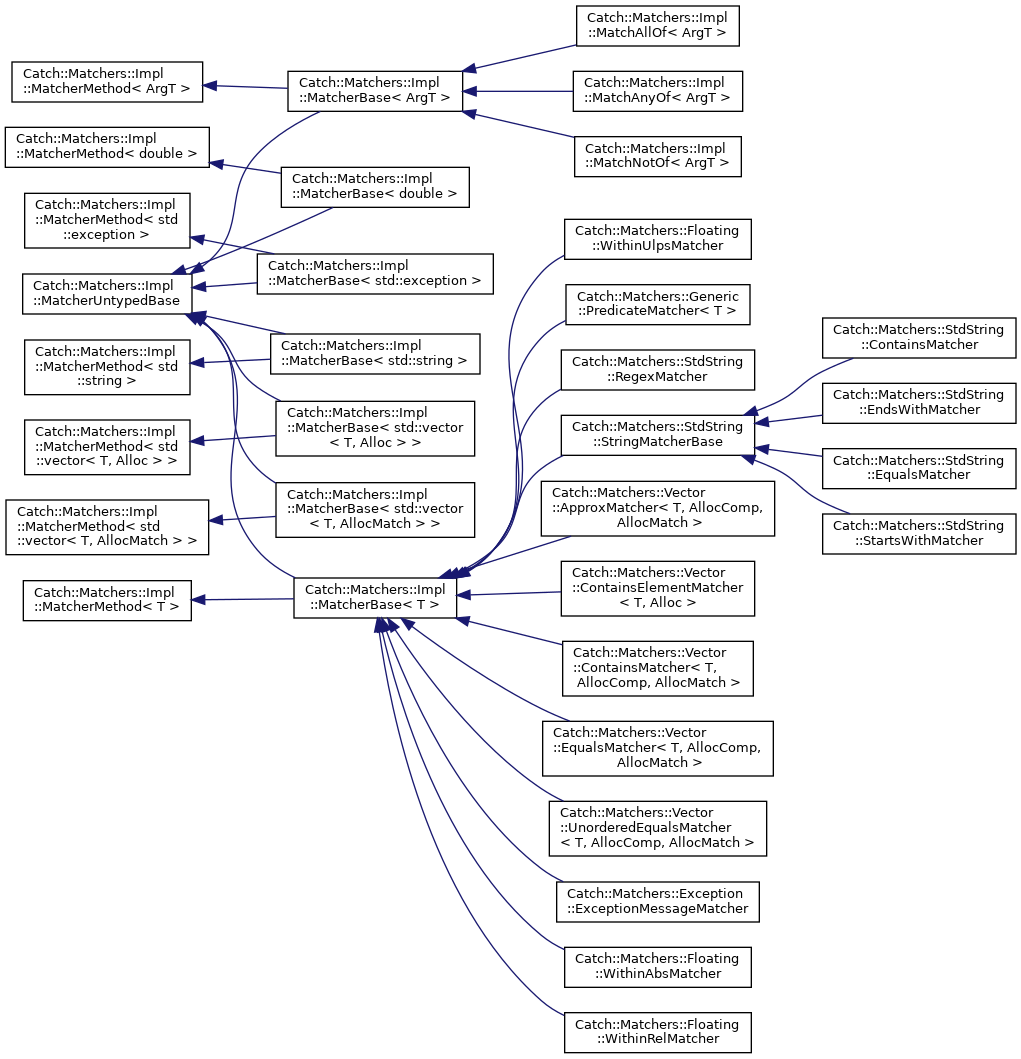 Catch::Matchers::Impl
::MatcherMethod< ArgT >
Catch::Matchers::Impl
::MatcherMethod< double >
Catch::Matchers::Impl
::MatcherMethod< std
::exception >
Catch::Matchers::Impl
::MatcherUntypedBase
Catch::Matchers::Impl
::MatcherMethod< std
::string >
Catch::Matchers::Impl
::MatcherMethod< std
::vector< T, Alloc > >
Catch::Matchers::Impl
::MatcherMethod< std
::vector< T, AllocMatch > >
Catch::Matchers::Impl
::MatcherMethod< T >
Catch::Matchers::Impl
::MatcherBase< ArgT >
Catch::Matchers::Impl
::MatcherBase< double >
Catch::Matchers::Impl
::MatcherBase< std::exception >
Catch::Matchers::Impl
::MatcherBase< std::string >
Catch::Matchers::Impl
::MatcherBase< std::vector
< T, Alloc > >
Catch::Matchers::Impl
::MatcherBase< std::vector
< T, AllocMatch > >
Catch::Matchers::Impl
::MatcherBase< T >
Catch::Matchers::Impl
::MatchAllOf< ArgT >
Catch::Matchers::Impl
::MatchAnyOf< ArgT >
Catch::Matchers::Impl
::MatchNotOf< ArgT >
Catch::Matchers::Floating
::WithinUlpsMatcher
Catch::Matchers::Generic
::PredicateMatcher< T >
Catch::Matchers::StdString
::RegexMatcher
Catch::Matchers::StdString
::StringMatcherBase
Catch::Matchers::Vector
::ApproxMatcher< T, AllocComp,
AllocMatch >
Catch::Matchers::Vector
::ContainsElementMatcher
< T, Alloc >
Catch::Matchers::Vector
::ContainsMatcher< T,
AllocComp, AllocMatch >
Catch::Matchers::Vector
::EqualsMatcher< T, AllocComp,
AllocMatch >
Catch::Matchers::Vector
::UnorderedEqualsMatcher
< T, AllocComp, AllocMatch >
Catch::Matchers::Exception
::ExceptionMessageMatcher
Catch::Matchers::Floating
::WithinAbsMatcher
Catch::Matchers::Floating
::WithinRelMatcher
Catch::Matchers::StdString
::ContainsMatcher
Catch::Matchers::StdString
::EndsWithMatcher
Catch::Matchers::StdString
::EqualsMatcher
Catch::Matchers::StdString
::StartsWithMatcher